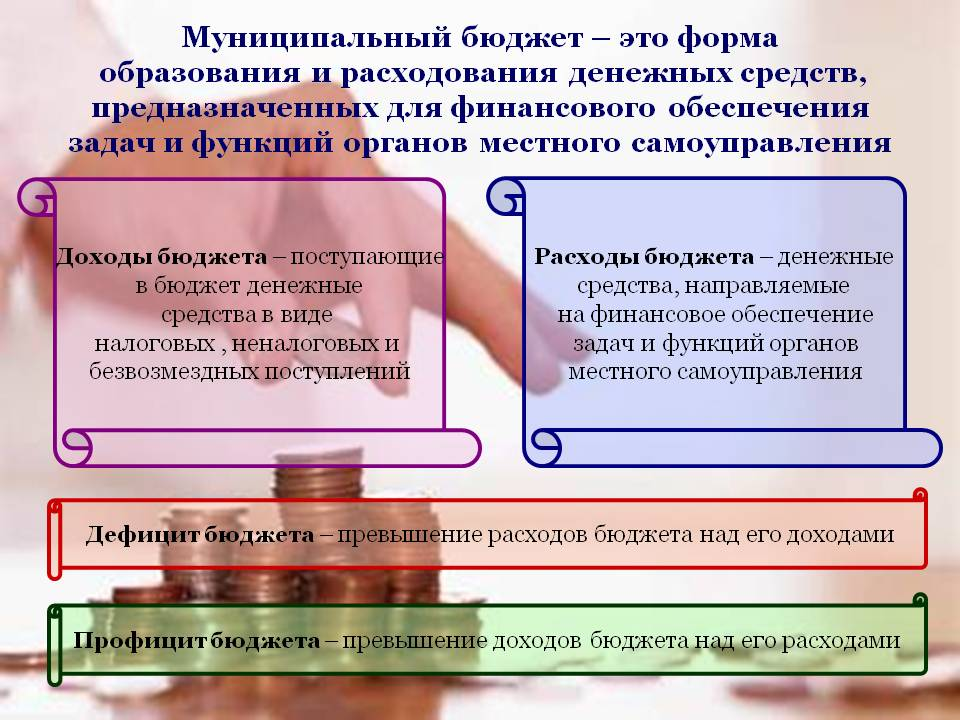 Муниципальный бюджет – это форма
образования и расходования денежных средств,
предназначенных для финансового обеспечения
задач и функций органов местного самоуправления
Доходы бюджета – поступающие
в бюджет денежные
средства в виде
налоговых , неналоговых и
безвозмездных поступлений
Расходы бюджета – денежные
средства, направляемые
на финансовое обеспечение
задач и функций органов
местного самоуправления
Дефицит бюджета – превышение расходов бюджета над его доходами
Профицит бюджета – превышение доходов бюджета над его расходами